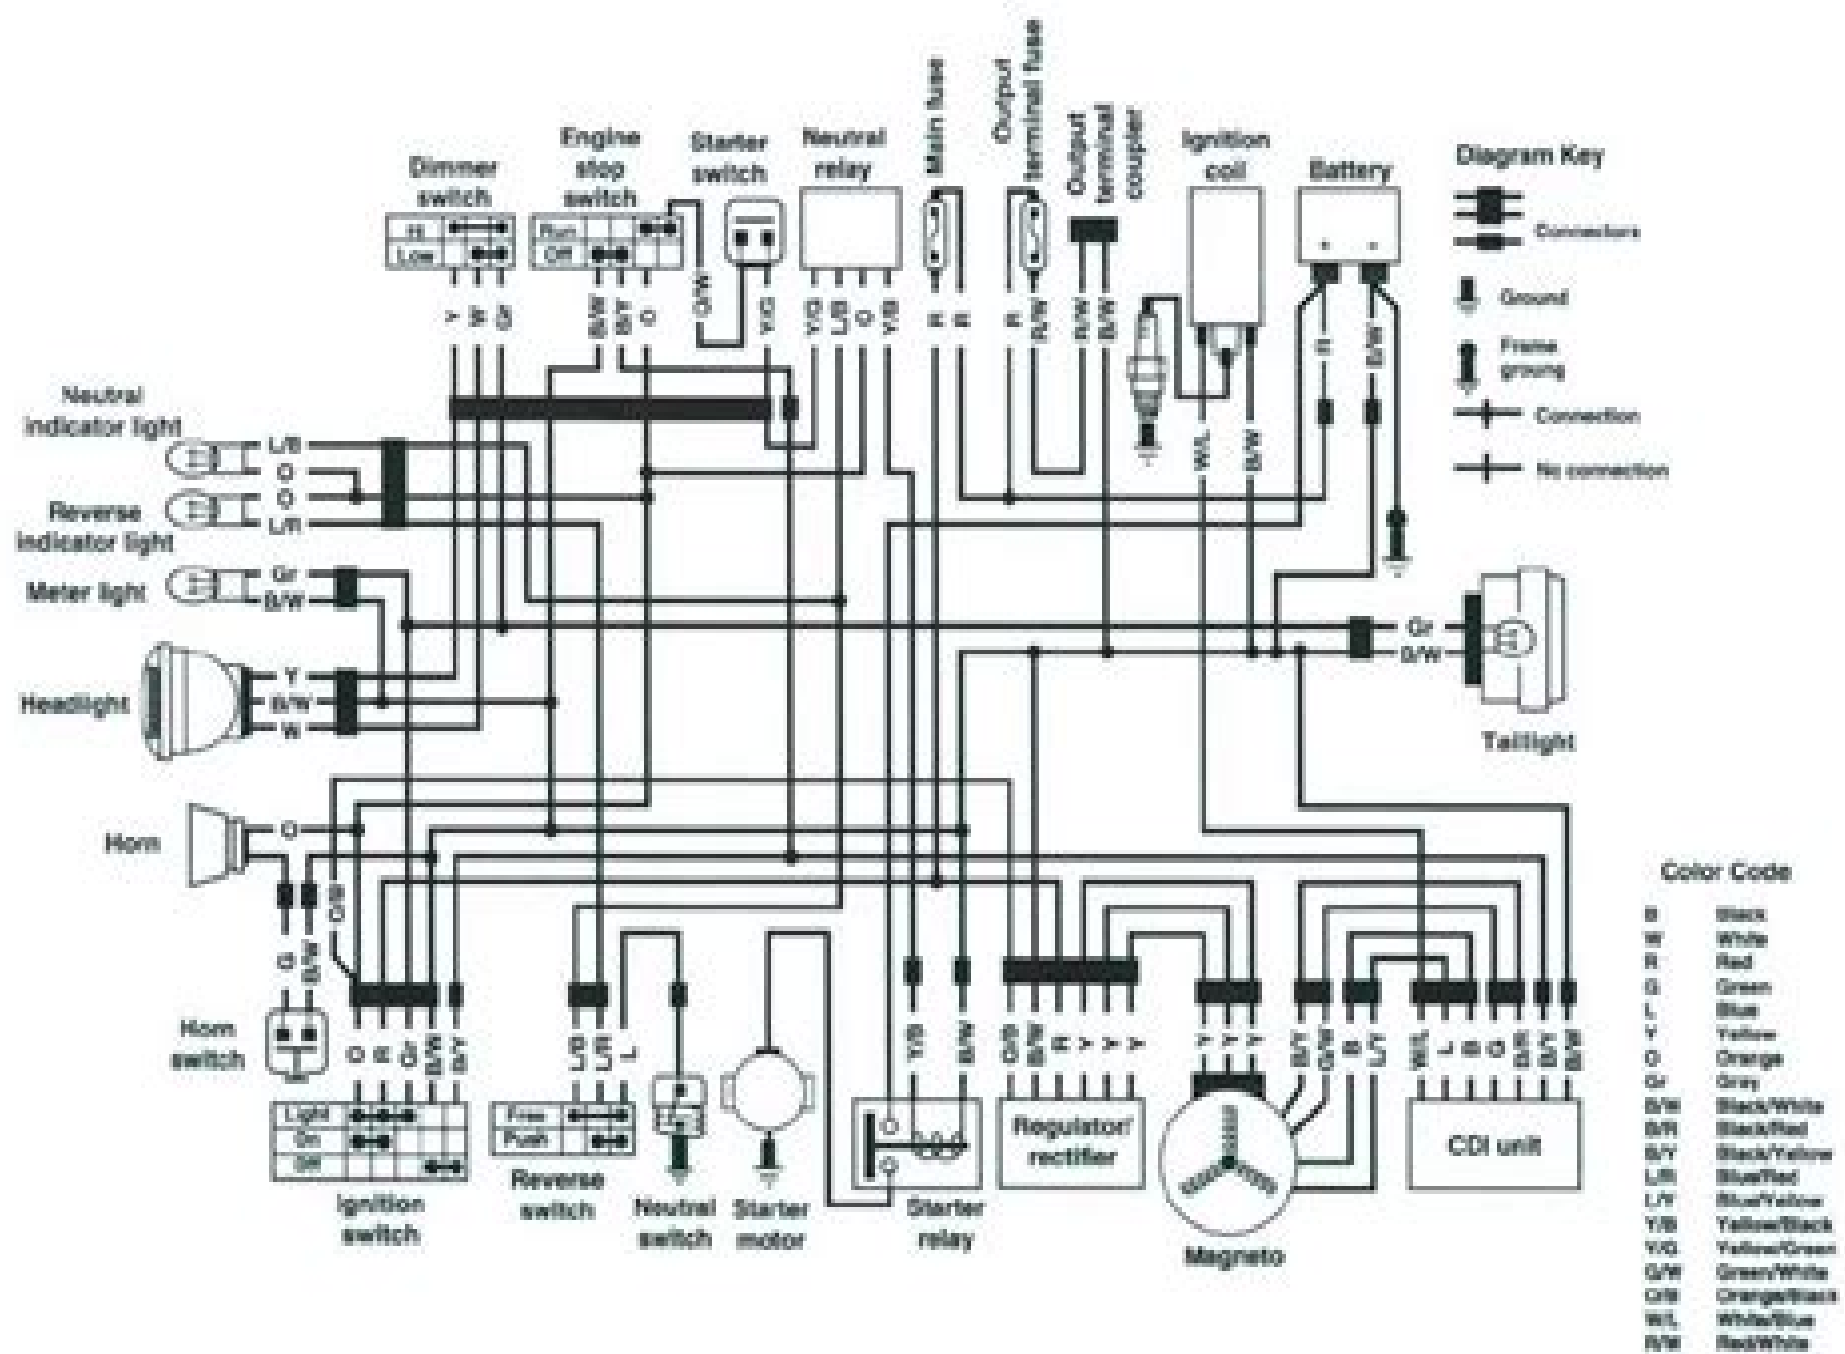 Engine
stop
switch
Starter
switch
Neutral
relay
Main fuse
Output
terminal fuse
Output
terminal
coupler
Ignition
coil
Battery
Dimmer
switch
Hi
Low
Run
Off
Diagram Key
Connectors
Ground
Frame
groung
Connection
No connection
Y
W
Gr
B/W
B/Y
O
G/W
Y/G
Y/G
L/B
O
Y/B
R
R
R
R/W
R/W
B/W
W/L
B/W
R
B/W
Neutral
indicator light
L/B
O
Reverse
indicator light
O
L/R
Meter light
Gr
B/W
Headlight
Y
B/W
W
Gr
B/W
Taillight
Horn
O
G
B/W
O/B
Horn
switch
O
R
Gr
B/W
B/Y
Light
On
Off
Ignition
switch
L/B
L/R
L
Free
Push
Reverse
switch
Neutral
switch
Starter
motor
Y/B
B/W
Starter
relay
O/B
B/W
R
Y
Y
Y
Regulator/
rectifier
Y
Y
Y
Magneto
B/Y
G/W
B
L/Y
W/L
L
B
G
B/R
B/Y
B/W
CDI unit
Color Code
B Black
W White
R Red
G Green
L Blue
Y Yellow
O Orange
Gr Gray
B/W Black/White
B/R Black/Red
B/Y Black/Yellow
L/R Blue/Red
L/Y Blue/Yellow
Y/B Yellow/Black
Y/G Yellow/Green
G/W Green/White
O/B Orange/Black
W/L White/Blue
R/W Red/White